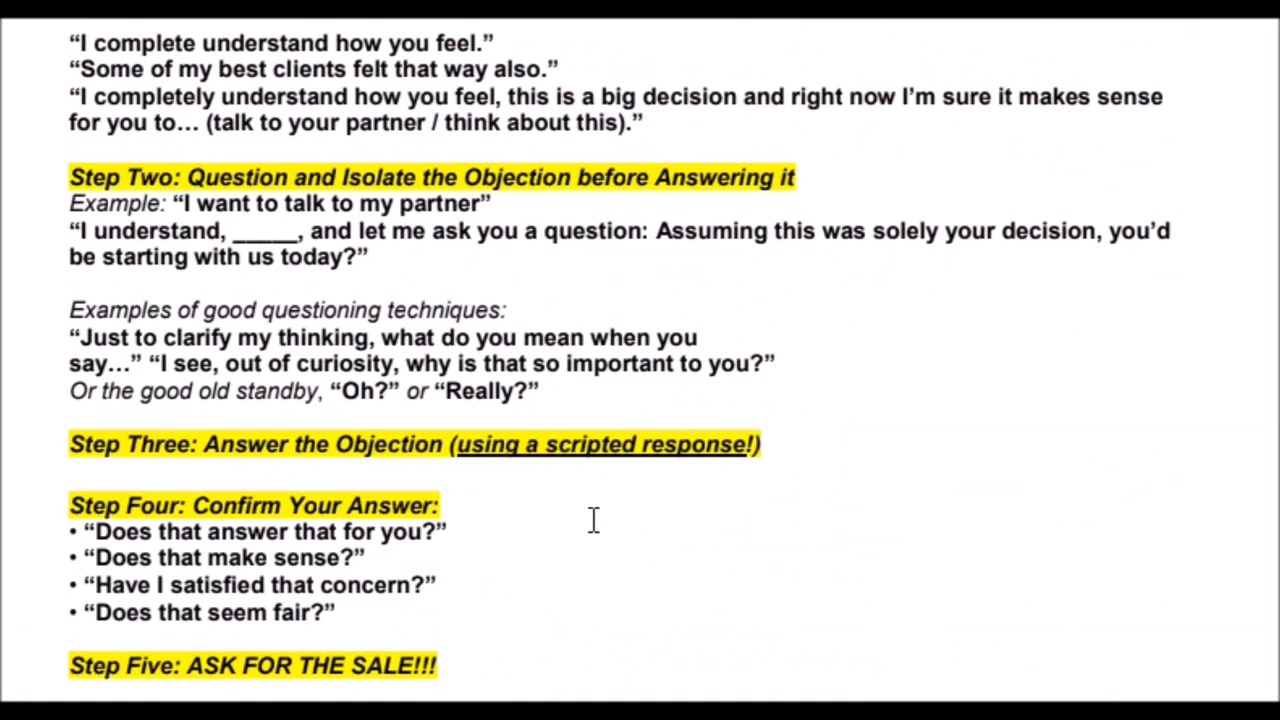 “I complete understand how you feel.”
“Some of my best clients felt that way also.”
“I completely understand how you feel, this is a big decision and right now I’m sure it makes sense
for you to… (talk to your partner / think about this).”
Step Two: Question and Isolate the Objection before Answering it
Example: “I want to talk to my partner”
“I understand, _____, and let me ask you a question: Assuming this was solely your decision, you’d
be starting with us today?”
Examples of good questioning techniques:
“Just to clarify my thinking, what do you mean when you
say…” “I see, out of curiosity, why is that so important to you?”
Or the good old standby, “Oh?” or “Really?”
Step Three: Answer the Objection (using a scripted response!)
Step Four: Confirm Your Answer:
• “Does that answer that for you?”
• “Does that make sense?”
• “Have I satisfied that concern?”
• “Does that seem fair?”
Step Five: ASK FOR THE SALE!!!